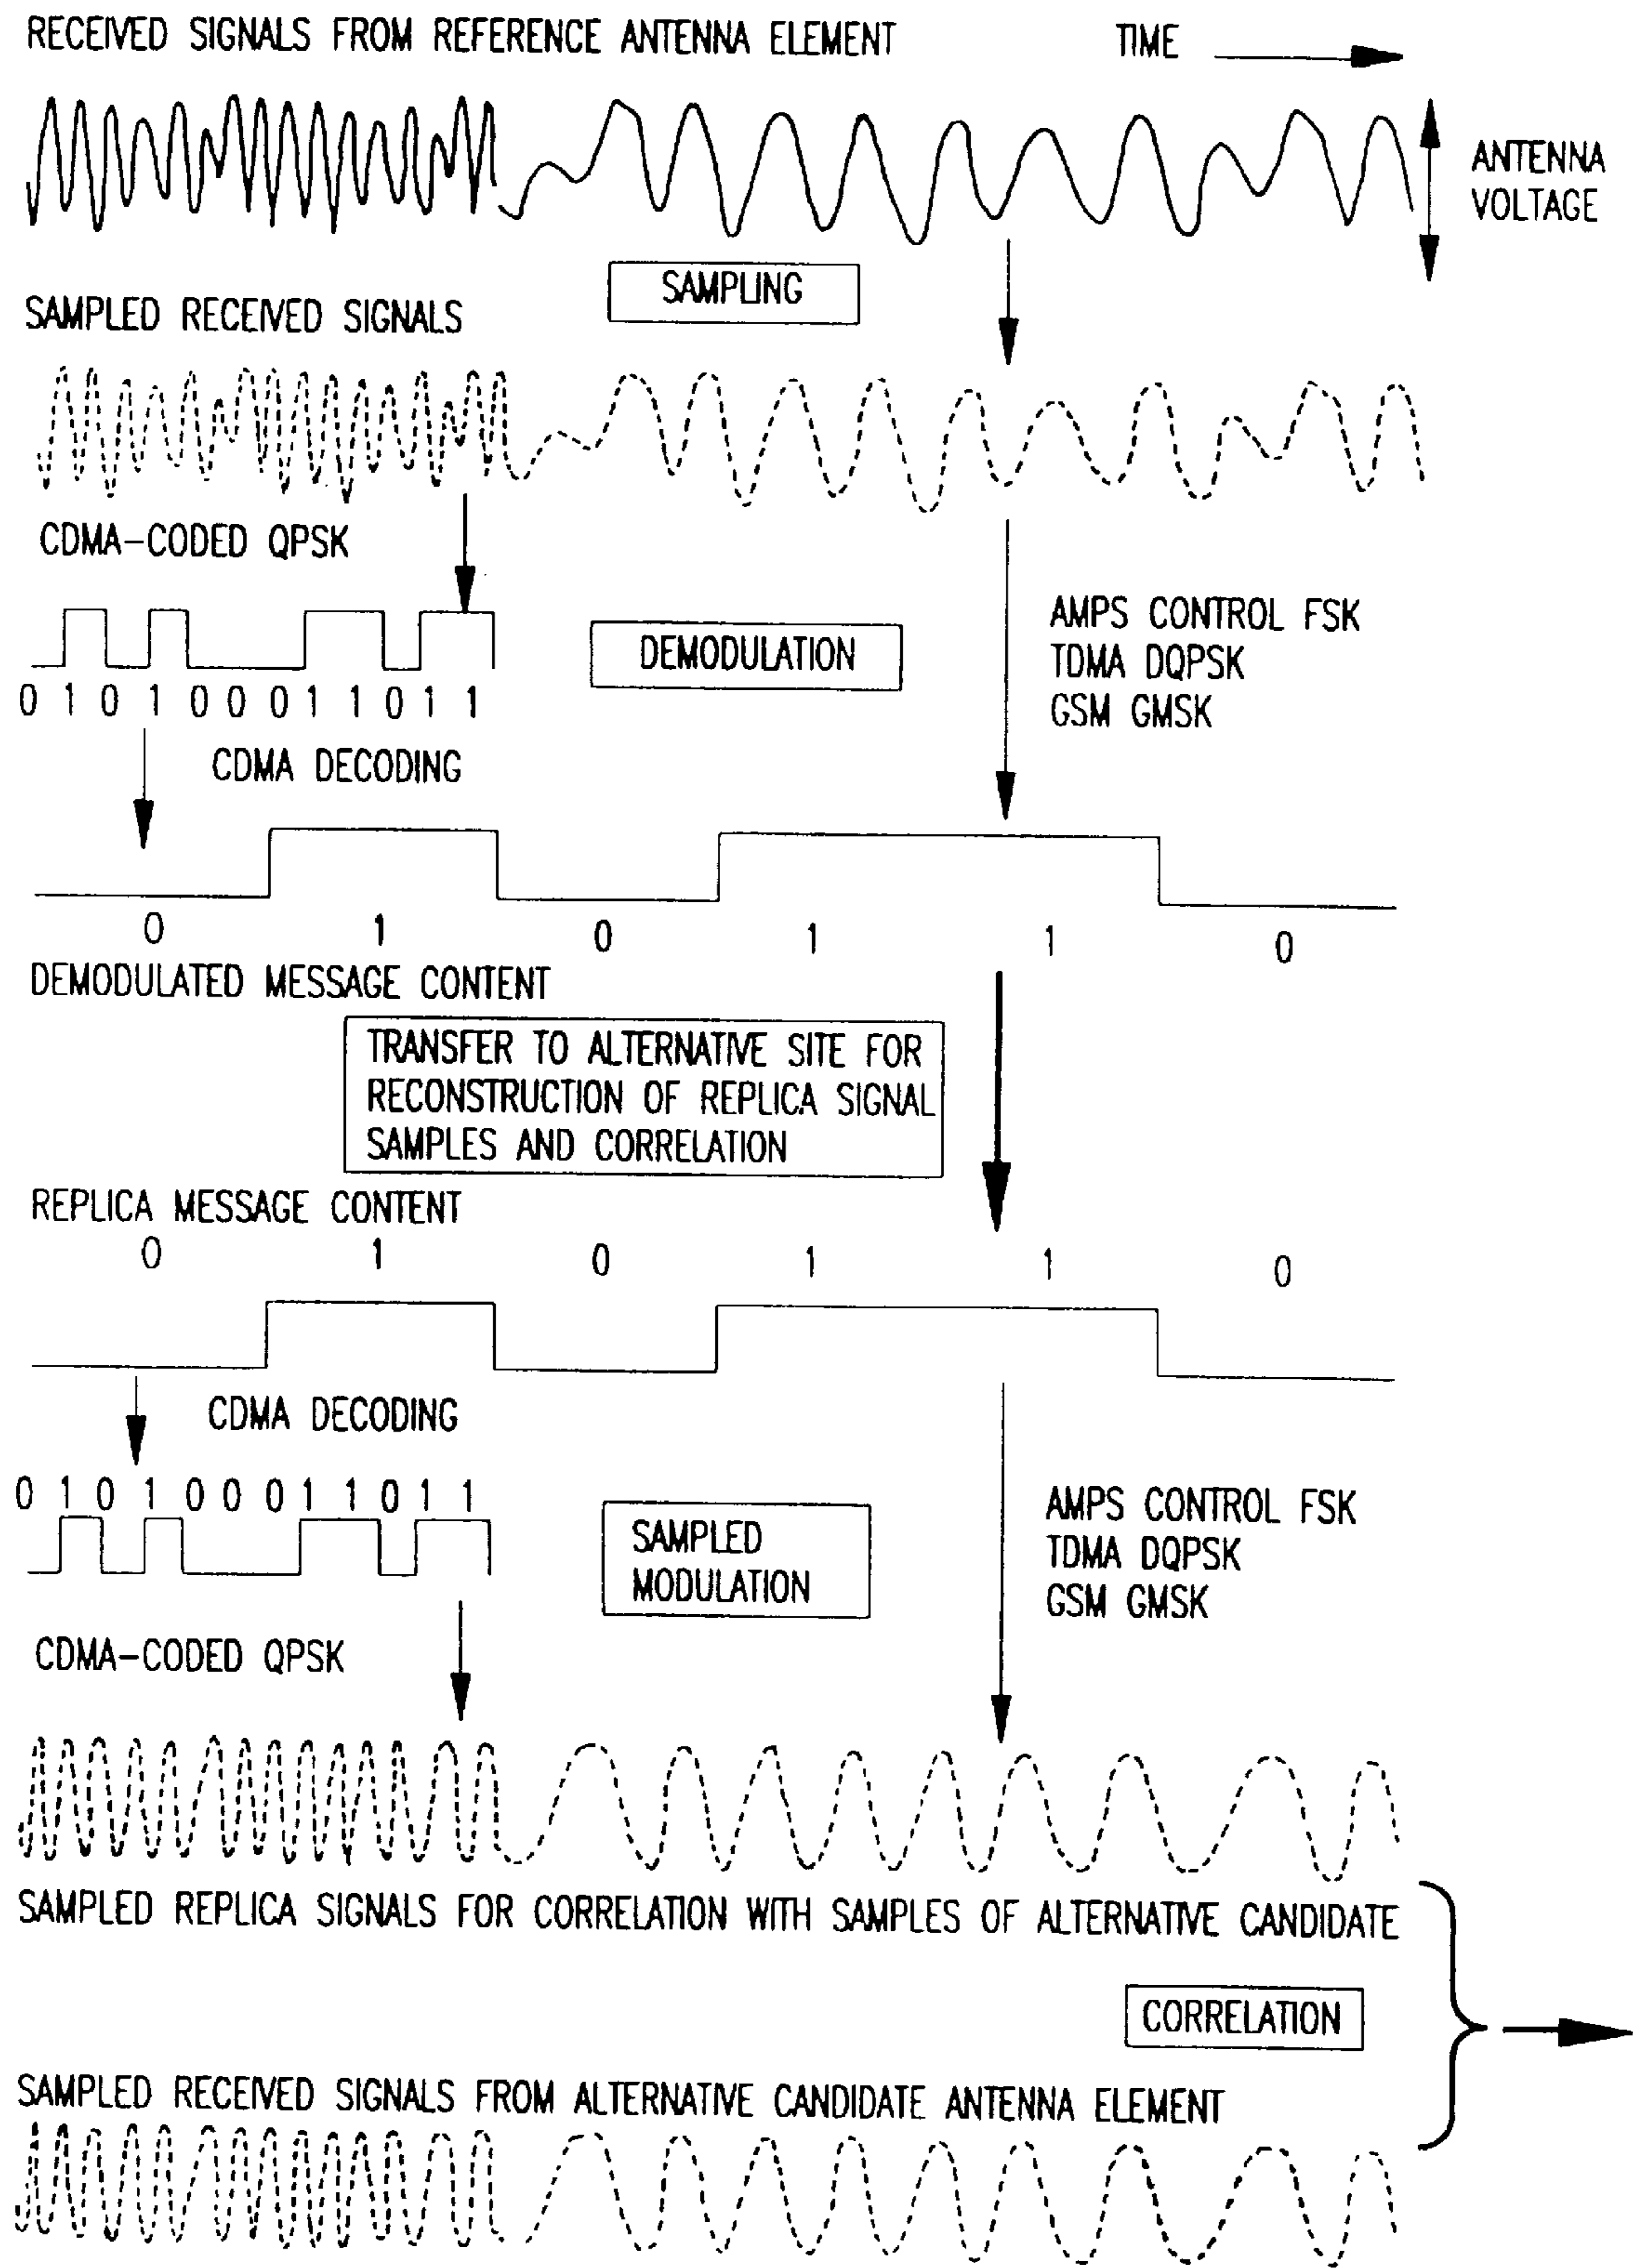 RECEIVED SIGNALS FROM REFERENCE ANTENNA ELEMENT
TIME
ANTENNA
VOLTAGE
SAMPLING
SAMPLED RECEIVED SIGNALS
CDMA-CODED QPSK
AMPS CONTROL FSK
TDMA DQPSK
GSM GMSK
DEMODULATION
0 1 0 1 0 0 0 1 1 0 1 1
CDMA DECODING
0 1 0 1 1 0
DEMODULATED MESSAGE CONTENT
TRANSFER TO ALTERNATIVE SITE FOR
RECONSTRUCTION OF REPLICA SIGNAL
SAMPLES AND CORRELATION
REPLICA MESSAGE CONTENT
0 1 0 1 1 0
CDMA DECODING
0 1 0 1 0 0 0 1 1 0 1 1
SAMPLED
MODULATION
AMPS CONTROL FSK
TDMA DQPSK
GSM GMSK
CDMA-CODED QPSK
SAMPLED REPLICA SIGNALS FOR CORRELATION WITH SAMPLES OF ALTERNATIVE CANDIDATE
CORRELATION
SAMPLED RECEIVED SIGNALS FROM ALTERNATIVE CANDIDATE ANTENNA ELEMENT